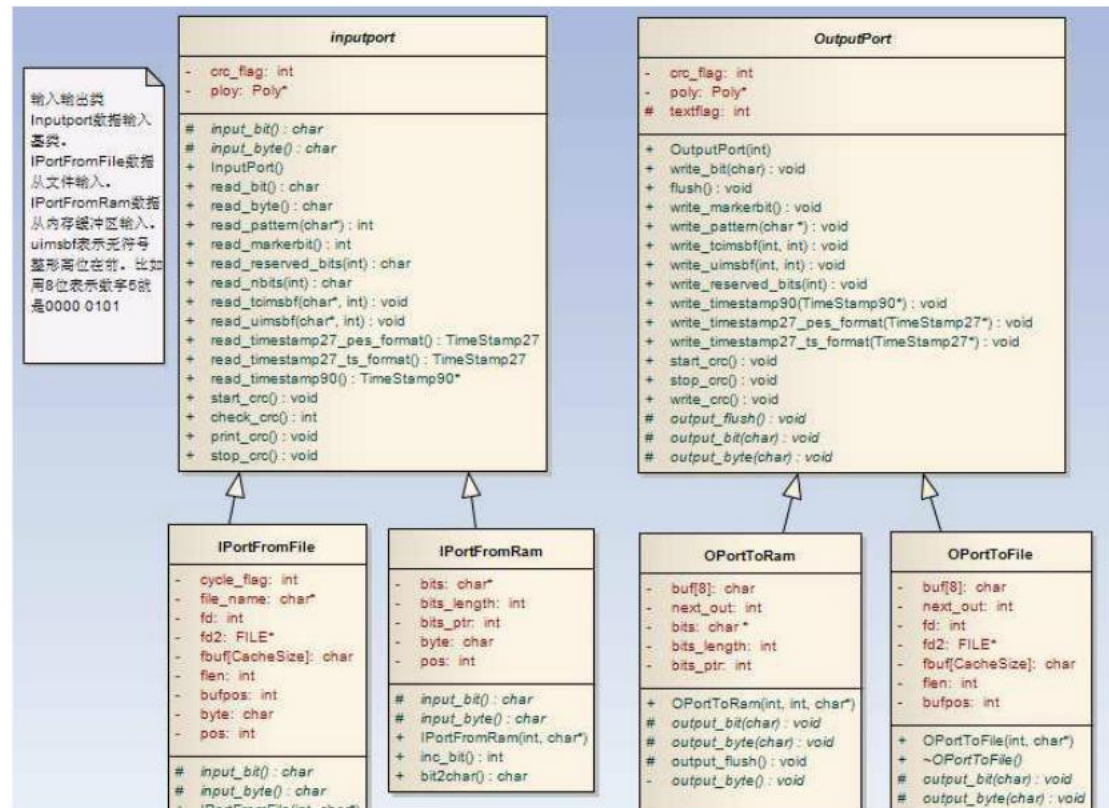 输入输出类
Inputport数据输入
基类。
IPortFromFile数据
从文件输入。
IPortFromRam数据
从内存缓冲区输入。
uimsbf表示无符号
整形高位在前。比如
用8位表示数字5就
是0000 0101
inputport
- crc_flag: int
- ploy: Poly*
# input_bit() : char
# input_byte() : char
+ InputPort()
+ read_bit() : char
+ read_byte() : char
+ read_pattern(char*) : int
+ read_markerbit() : int
+ read_reserved_bits(int) : char
+ read_nbits(int) : char
+ read_tcimsbf(char*, int) : void
+ read_uimsbf(char*, int) : void
+ read_timestamp27_pes_format() : TimeStamp27
+ read_timestamp27_ts_format() : TimeStamp27
+ read_timestamp90() : TimeStamp90*
+ start_crc() : void
+ check_crc() : int
+ print_crc() : void
+ stop_crc() : void
OutputPort
- crc_flag: int
- poly: Poly*
# textflag: int
+ OutputPort(int)
+ write_bit(char) : void
+ flush() : void
+ write_markerbit() : void
+ write_pattern(char *) : void
+ write_tcimsbf(int, int) : void
+ write_uimsbf(int, int) : void
+ write_reserved_bits(int) : void
+ write_timestamp90(TimeStamp90*) : void
+ write_timestamp27_pes_format(TimeStamp27*) : void
+ write_timestamp27_ts_format(TimeStamp27*) : void
+ start_crc() : void
+ stop_crc() : void
+ write_crc() : void
# output_flush() : void
# output_bit(char) : void
# output_byte(char) : void
IPortFromFile
- cycle_flag: int
- file_name: char*
- fd: int
- fd2: FILE*
- fbuf[CacheSize]: char
- flen: int
- bufpos: int
- byte: char
- pos: int
# input_bit() : char
# input_byte() : char
+ IPortFromFile(int, char*)
IPortFromRam
- bits: char*
- bits_length: int
- bits_ptr: int
- byte: char
- pos: int
# input_bit() : char
# input_byte() : char
+ IPortFromRam(int, char*)
+ inc_bit() : int
+ bit2char() : char
OPortToRam
- buf[8]: char
- next_out: int
- bits: char *
- bits_length: int
- bits_ptr: int
+ OPortToRam(int, int, char*)
# output_bit(char) : void
# output_byte(char) : void
# output_flush() : void
- output_byte() : void
OPortToFile
- buf[8]: char
- next_out: int
- fd: int
- fd2: FILE*
- fbuf[CacheSize]: char
- flen: int
- bufpos: int
+ OPortToFile(int, char*)
+ ~OPortToFile()
# output_bit(char) : void
# output_byte(char) : void